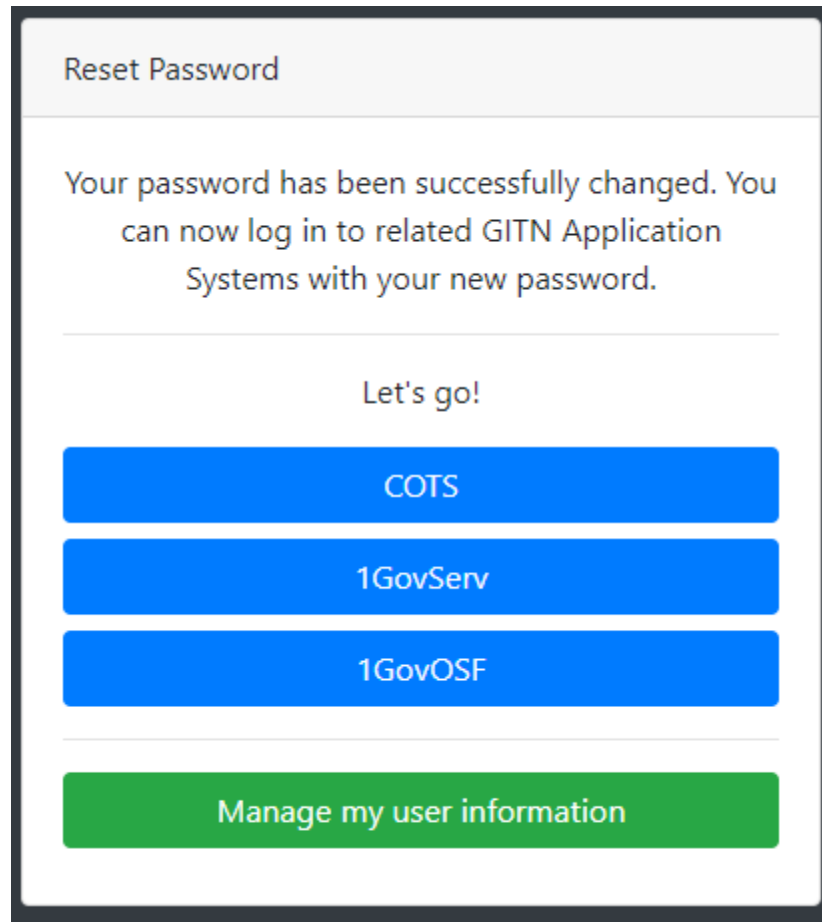 Reset Password
Your password has been successfully changed. You
can now log in to related GITN Application
Systems with your new password.
Let's go!
COTS
1GovServ
1GovOSF
Manage my user information